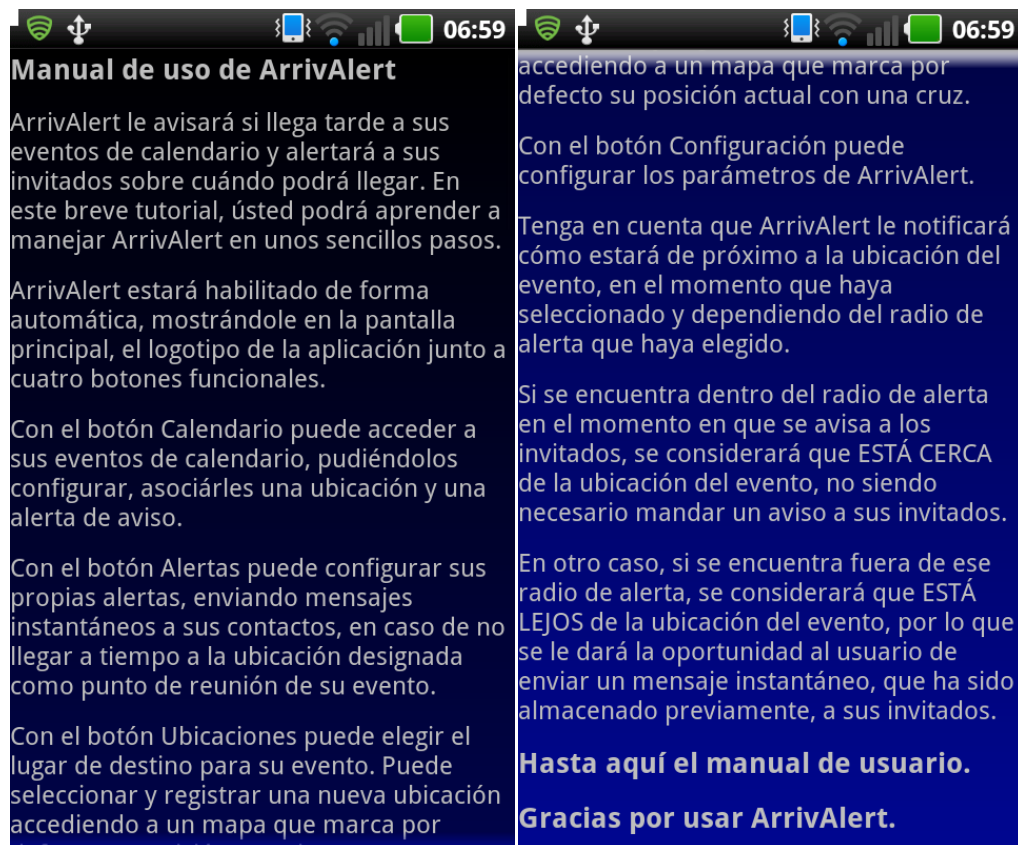 06:59
Manual de uso de ArrivAlert
ArrivAlert le avisará si llega tarde a sus
eventos de calendario y alertará a sus
invitados sobre cuándo podrá llegar. En
este breve tutorial, ústed podrá aprender a
manejar ArrivAlert en unos sencillos pasos.
ArrivAlert estará habilitado de forma
automática, mostrándole en la pantalla
principal, el logotipo de la aplicación junto a
cuatro botones funcionales.
Con el botón Calendario puede acceder a
sus eventos de calendario, pudiéndolos
configurar, asociárles una ubicación y una
alerta de aviso.
Con el botón Alertas puede configurar sus
propias alertas, enviando mensajes
instantáneos a sus contactos, en caso de no
llegar a tiempo a la ubicación designada
como punto de reunión de su evento.
Con el botón Ubicaciones puede elegir el
lugar de destino para su evento. Puede
seleccionar y registrar una nueva ubicación
accediendo a un mapa que marca por
06:59
accediendo a un mapa que marca por
defecto su posición actual con una cruz.
Con el botón Configuración puede
configurar los parámetros de ArrivAlert.
Tenga en cuenta que ArrivAlert le notificará
cómo estará de próximo a la ubicación del
evento, en el momento que haya
seleccionado y dependiendo del radio de
alerta que haya elegido.
Si se encuentra dentro del radio de alerta
en el momento en que se avisa a los
invitados, se considerará que ESTÁ CERCA
de la ubicación del evento, no siendo
necesario mandar un aviso a sus invitados.
En otro caso, si se encuentra fuera de ese
radio de alerta, se considerará que ESTÁ
LEJOS de la ubicación del evento, por lo que
se le dará la oportunidad al usuario de
enviar un mensaje instantáneo, que ha sido
almacenado previamente, a sus invitados.
Hasta aquí el manual de usuario.
Gracias por usar ArrivAlert.